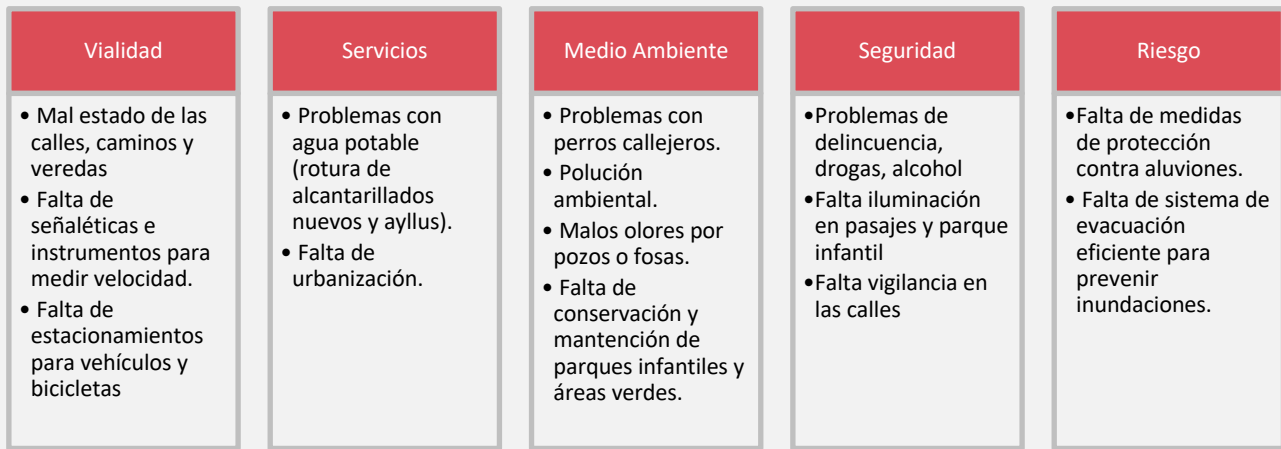 Vialidad
• Mal estado de las
calles, caminos y
veredas
• Falta de
señaléticas e
instrumentos para
medir velocidad.
• Falta de
estacionamientos
para vehículos y
bicicletas
Servicios
• Problemas con
agua potable
(rotura de
alcantarillados
nuevos y ayllus).
• Falta de
urbanización.
Medio Ambiente
• Problemas con
perros callejeros.
• Polución
ambiental.
• Malos olores por
pozos o fosas.
• Falta de
conservación y
mantención de
parques infantiles y
áreas verdes.
Seguridad
•Problemas de
delincuencia,
drogas, alcohol
•Falta iluminación
en pasajes y parque
infantil
•Falta vigilancia en
las calles
Riesgo
•Falta de medidas
de protección
contra aluviones.
• Falta de sistema de
evacuación
eficiente para
prevenir
inundaciones.